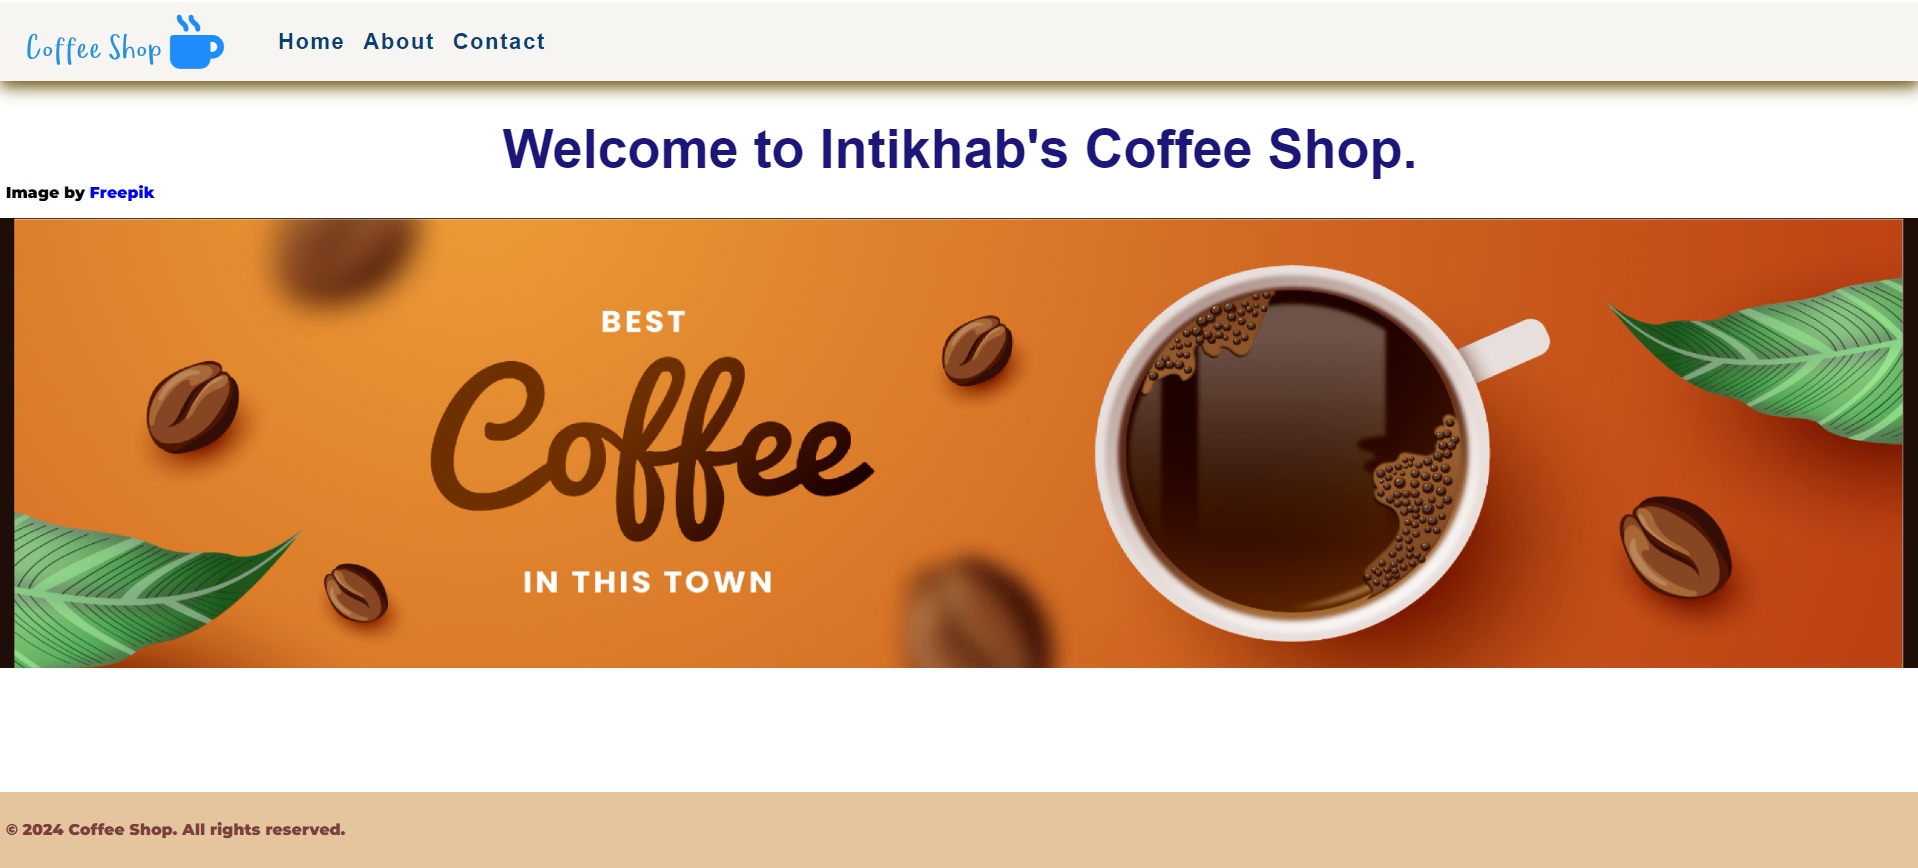 Coffee Shop
Home About Contact
Welcome to Intikhab's Coffee Shop.
Image by Freepik
BEST
Coffee
IN THIS TOWN
© 2024 Coffee Shop. All rights reserved.